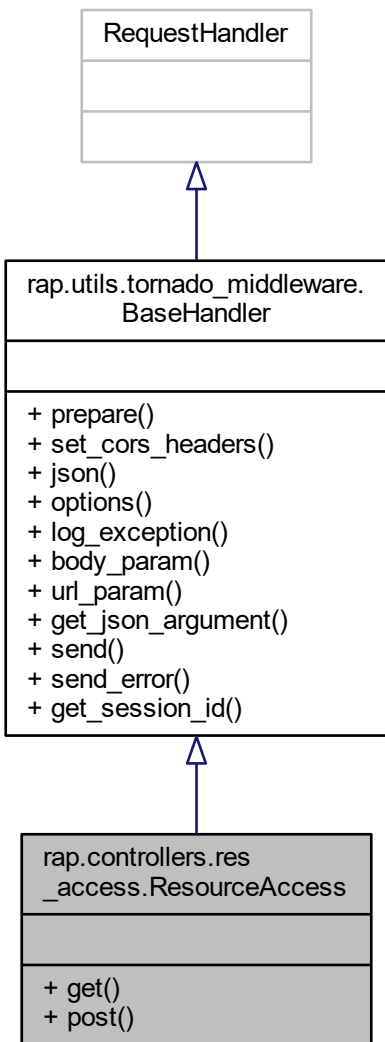 RequestHandler
rap.utils.tornado_middleware.
BaseHandler
+ prepare()
+ set_cors_headers()
+ json()
+ options()
+ log_exception()
+ body_param()
+ url_param()
+ get_json_argument()
+ send()
+ send_error()
+ get_session_id()
rap.controllers.res
_access.ResourceAccess
+ get()
+ post()